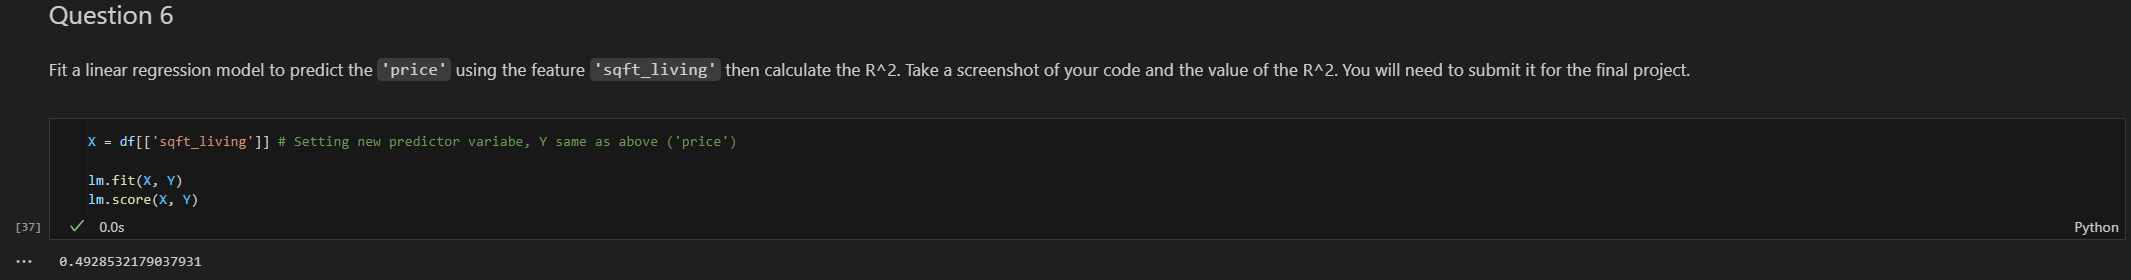 Question 6
Fit a linear regression model to predict the 'price' using the feature 'sqft_living' then calculate the R^2. Take a screenshot of your code and the value of the R^2. You will need to submit it for the final project.
X = df[['sqft_living']] # Setting new predictor variabe, Y same as above ('price')
lm.fit(X, Y)
lm.score(X, Y)
[37] ✓ 0.0s Python
... 0.4928532179037931